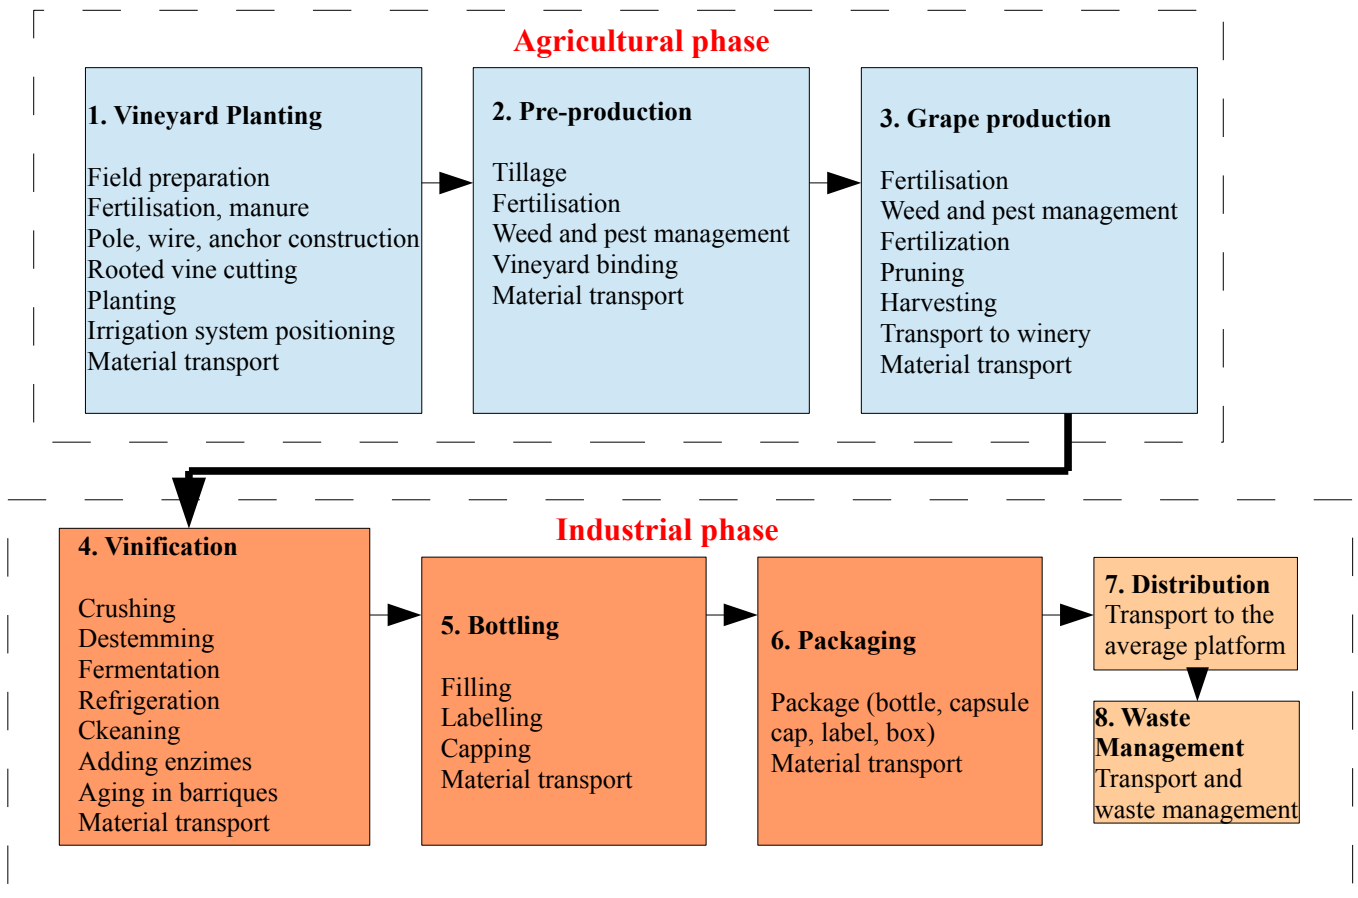 Agricultural phase
1. Vineyard Planting
Field preparation
Fertilisation, manure
Pole, wire, anchor construction
Rooted vine cutting
Planting
Irrigation system positioning
Material transport
2. Pre-production
Tillage
Fertilisation
Weed and pest management
Vineyard binding
Material transport
3. Grape production
Fertilisation
Weed and pest management
Fertilization
Pruning
Harvesting
Transport to winery
Material transport
Industrial phase
4. Vinification
Crushing
Destemming
Fermentation
Refrigeration
Ckeaning
Adding enzimes
Aging in barriques
Material transport
5. Bottling
Filling
Labelling
Capping
Material transport
6. Packaging
Package (bottle, capsule
cap, label, box)
Material transport
7. Distribution
Transport to the
average platform
8. Waste
Management
Transport and
waste management